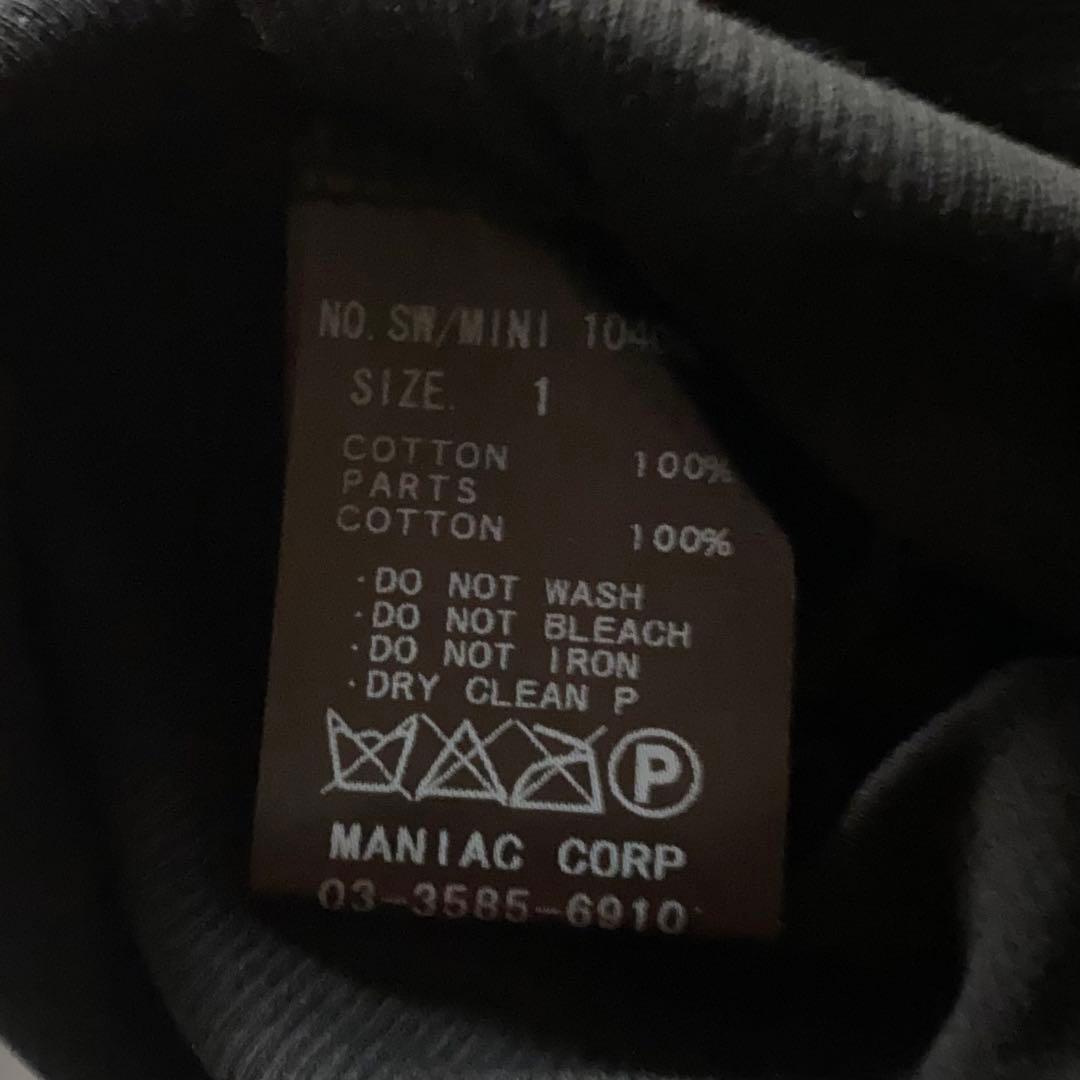 NO. SW/MINI
SIZE. 1
COTTON 100%
PARTS
COTTON 100%
·DO NOT WASH
·DO NOT BLEACH
·DO NOT IRON
·DRY CLEAN P
P
MANIAC CORP
03-3585-6910